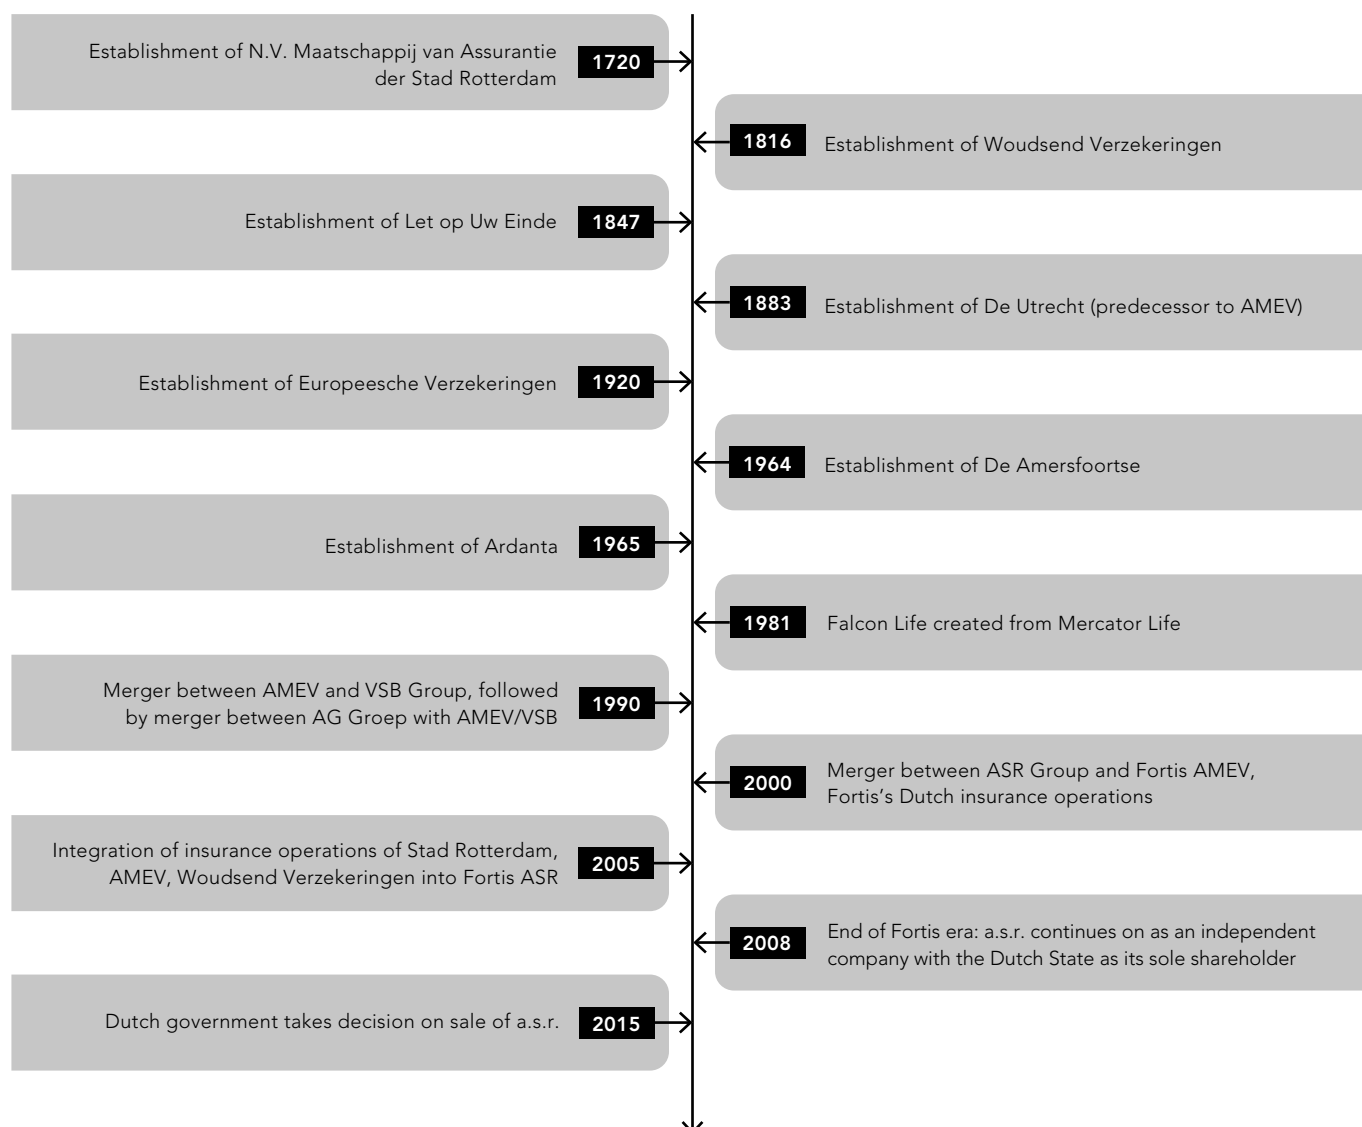 Establishment of N.V. Maatschappij van Assurantie
der Stad Rotterdam
1720
1816
Establishment of Woudsend Verzekeringen
Establishment of Let op Uw Einde
1847
1883
Establishment of De Utrecht (predecessor to AMEV)
Establishment of Europeesche Verzekeringen
1920
1964
Establishment of De Amersfoortse
Establishment of Ardanta
1965
1981
Falcon Life created from Mercator Life
Merger between AMEV and VSB Group, followed
by merger between AG Groep with AMEV/VSB
1990
2000
Merger between ASR Group and Fortis AMEV,
Fortis's Dutch insurance operations
Integration of insurance operations of Stad Rotterdam,
AMEV, Woudsend Verzekeringen into Fortis ASR
2005
2008
End of Fortis era: a.s.r. continues on as an independent
company with the Dutch State as its sole shareholder
Dutch government takes decision on sale of a.s.r.
2015